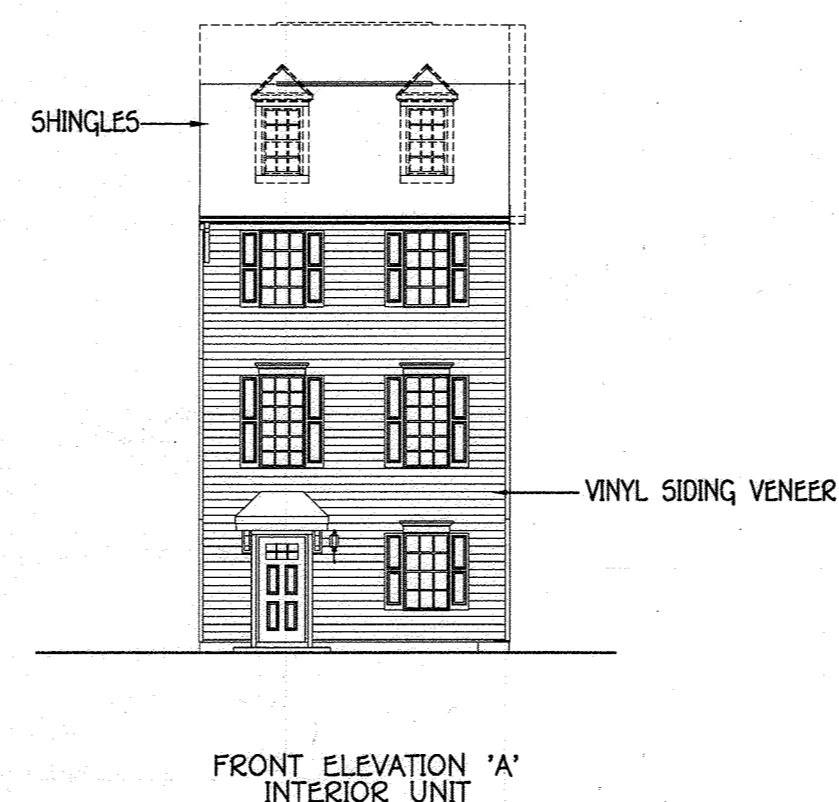 SHINGLES
VINYL SIDING VENEER
FRONT ELEVATION 'A'
INTERIOR UNIT